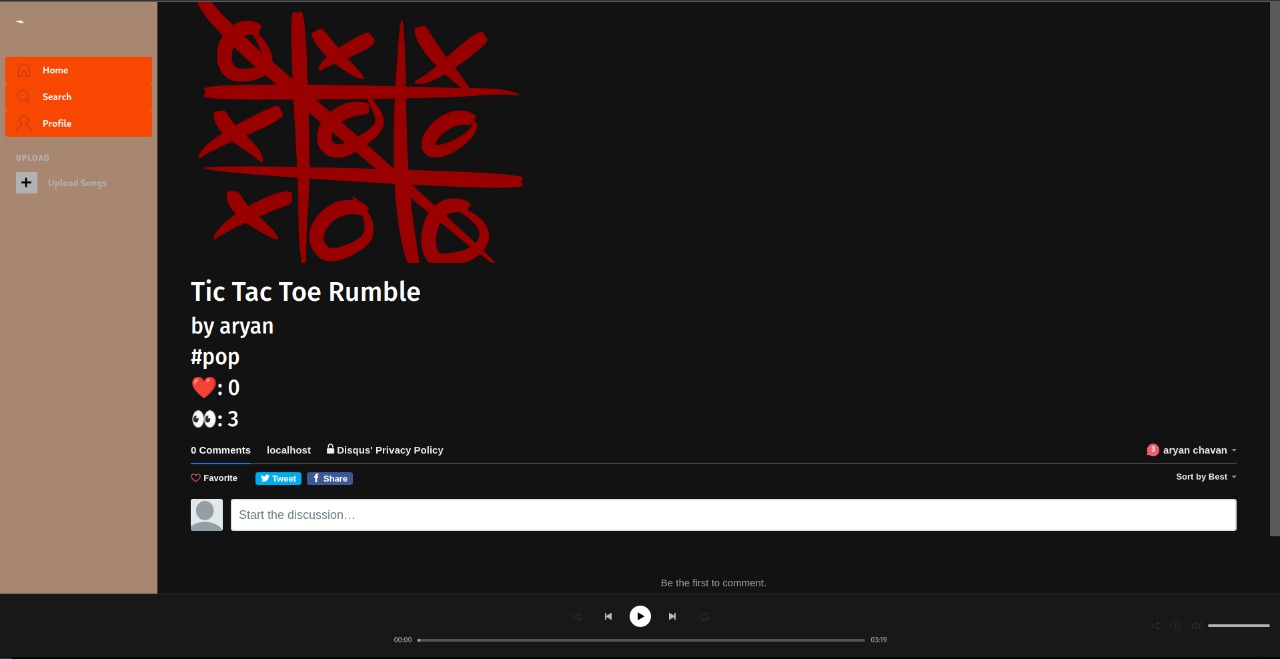 Home
Search
Profile
UPLOAD
Upload Songs
Tic Tac Toe Rumble
by aryan
#pop
❤️: 0
👀: 3
0 Comments localhost Disqus' Privacy Policy 3 aryan chavan
Favorite Tweet Share Sort by Best
Start the discussion…
Be the first to comment.
00:00 03:19